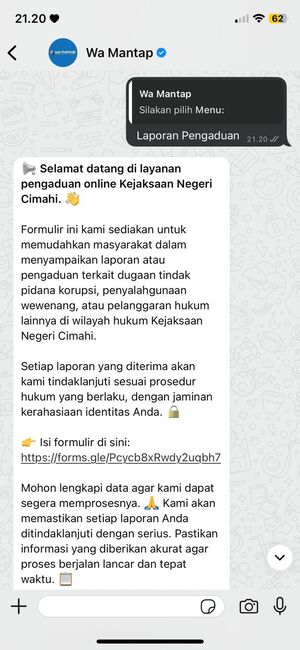 21.20
62
WA MANTAP
Wa Mantap
Wa Mantap
Silakan pilih Menu:
Laporan Pengaduan 21.20
📢 Selamat datang di layanan
pengaduan online Kejaksaan Negeri
Cimahi. 👋
Formulir ini kami sediakan untuk
memudahkan masyarakat dalam
menyampaikan laporan atau
pengaduan terkait dugaan tindak
pidana korupsi, penyalahgunaan
wewenang, atau pelanggaran hukum
lainnya di wilayah hukum Kejaksaan
Negeri Cimahi.
Setiap laporan yang diterima akan
kami tindaklanjuti sesuai prosedur
hukum yang berlaku, dengan jaminan
kerahasiaan identitas Anda. 🔒
👉 Isi formulir di sini:
https://forms.gle/Pcycb8xRwdy2uqbh7
Mohon lengkapi data agar kami dapat
segera memprosesnya. 🙏 Kami akan
memastikan setiap laporan Anda
ditindaklanjuti dengan serius. Pastikan
informasi yang diberikan akurat agar
proses berjalan lancar dan tepat
waktu. 📋